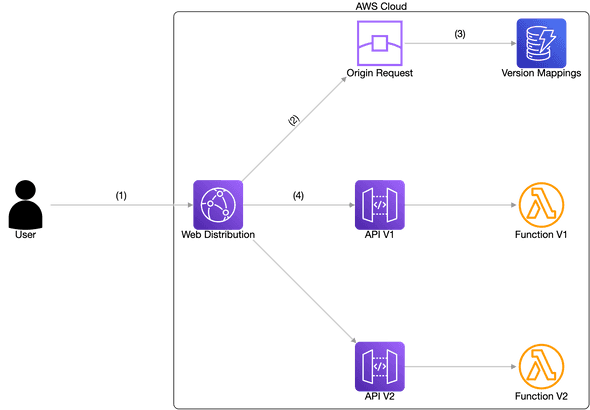 AWS Cloud
(3)
Origin Request
Version Mappings
(2)
(1)
(4)
User
Web Distribution
API V1
Function V1
API V2
Function V2